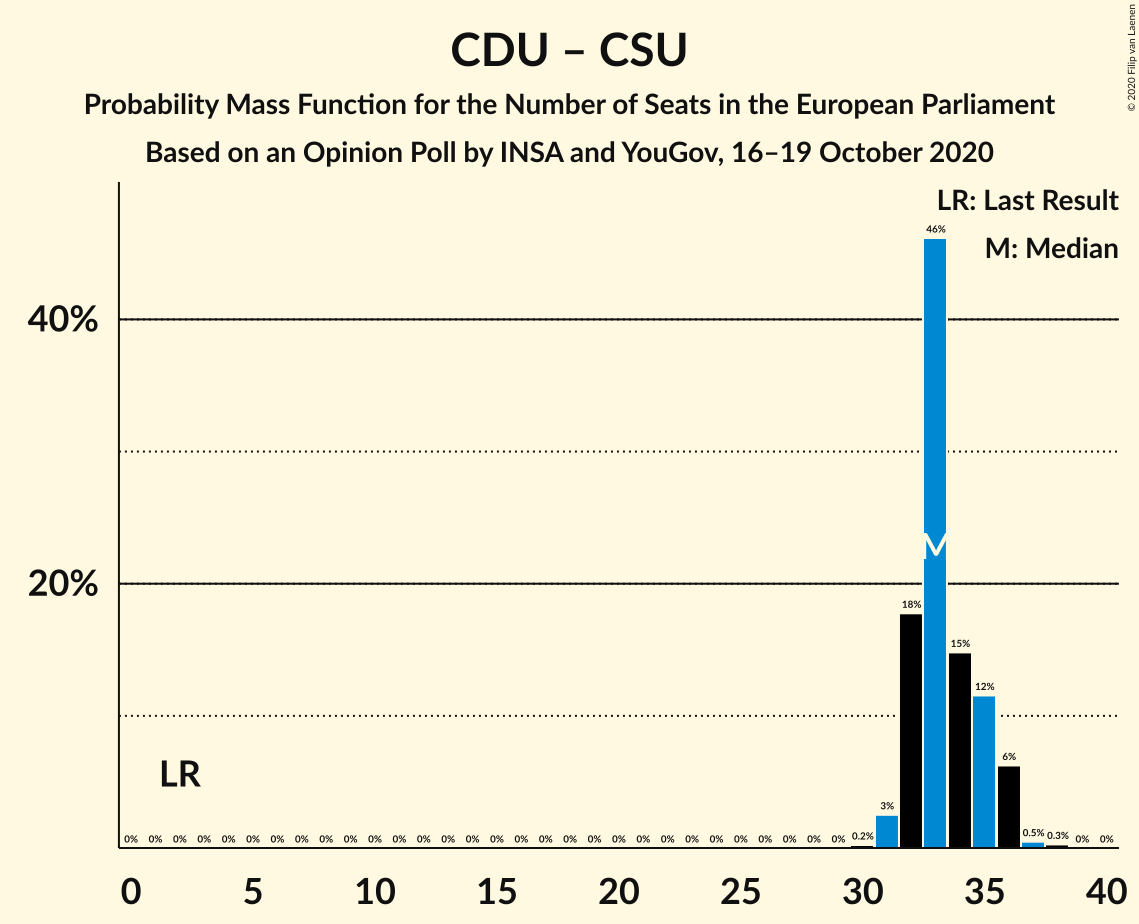 © 2020 Filip van Laenen
CDU – CSU
Probability Mass Function for the Number of Seats in the European Parliament
Based on an Opinion Poll by INSA and YouGov, 16–19 October 2020
LR: Last Result
M: Median
46%
40%
M
20%
18%
15%
12%
6%
LR
3%
0% 0% 0% 0% 0% 0% 0% 0% 0% 0% 0% 0% 0% 0% 0% 0% 0% 0% 0% 0% 0% 0% 0% 0% 0% 0% 0% 0% 0% 0% 0.2% 0.5% 0.3% 0% 0%
0 5 10 15 20 25 30 35 40